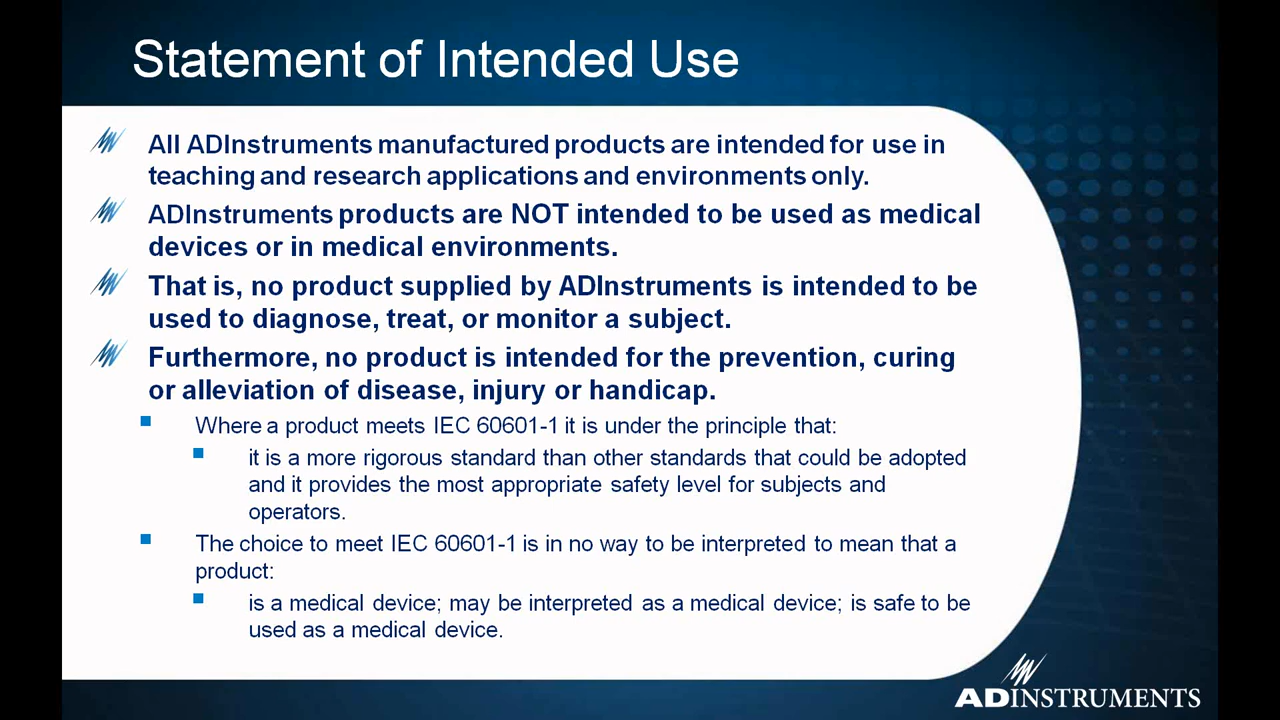 Statement of Intended Use
All ADInstruments manufactured products are intended for use in
teaching and research applications and environments only.
ADInstruments products are NOT intended to be used as medical
devices or in medical environments.
That is, no product supplied by ADInstruments is intended to be
used to diagnose, treat, or monitor a subject.
Furthermore, no product is intended for the prevention, curing
or alleviation of disease, injury or handicap.
Where a product meets IEC 60601-1 it is under the principle that:
it is a more rigorous standard than other standards that could be adopted
and it provides the most appropriate safety level for subjects and
operators.
The choice to meet IEC 60601-1 is in no way to be interpreted to mean that a
product:
is a medical device; may be interpreted as a medical device; is safe to be
used as a medical device.
ADINSTRUMENTS